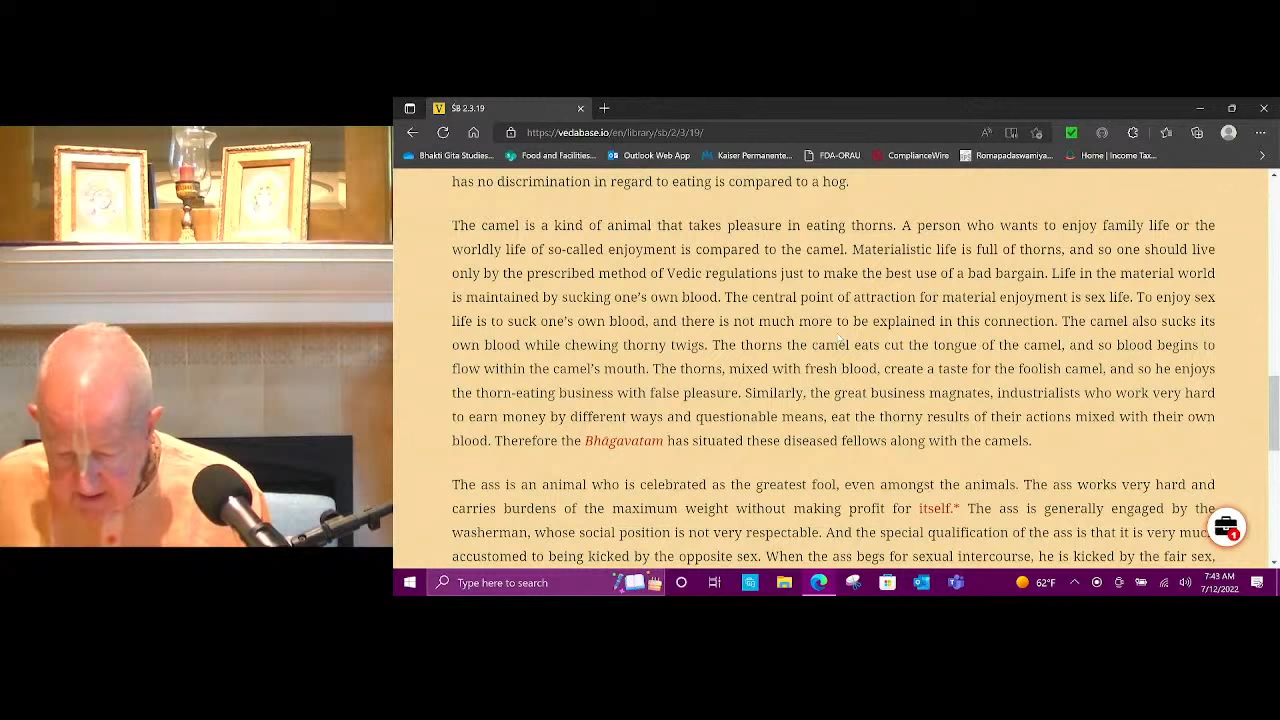 ŚB 2.3.19
https://vedabase.io/en/library/sb/2/3/19/
Bhakti Gita Studies...
Food and Facilities...
Outlook Web App
Kaiser Permanente...
FDA-ORAU
ComplianceWire
Romapadaswamiya...
Home | Income Tax...
has no discrimination in regard to eating is compared to a hog.
The camel is a kind of animal that takes pleasure in eating thorns. A person who wants to enjoy family life or the
worldly life of so-called enjoyment is compared to the camel. Materialistic life is full of thorns, and so one should live
only by the prescribed method of Vedic regulations just to make the best use of a bad bargain. Life in the material world
is maintained by sucking one’s own blood. The central point of attraction for material enjoyment is sex life. To enjoy sex
life is to suck one’s own blood, and there is not much more to be explained in this connection. The camel also sucks its
own blood while chewing thorny twigs. The thorns the camel eats cut the tongue of the camel, and so blood begins to
flow within the camel’s mouth. The thorns, mixed with fresh blood, create a taste for the foolish camel, and so he enjoys
the thorn-eating business with false pleasure. Similarly, the great business magnates, industrialists who work very hard
to earn money by different ways and questionable means, eat the thorny results of their actions mixed with their own
blood. Therefore the Bhāgavatam has situated these diseased fellows along with the camels.
The ass is an animal who is celebrated as the greatest fool, even amongst the animals. The ass works very hard and
carries burdens of the maximum weight without making profit for itself.* The ass is generally engaged by the
washerman, whose social position is not very respectable. And the special qualification of the ass is that it is very much
accustomed to being kicked by the opposite sex. When the ass begs for sexual intercourse, he is kicked by the fair sex,
Type here to search
62°F
7:43 AM
7/12/2022